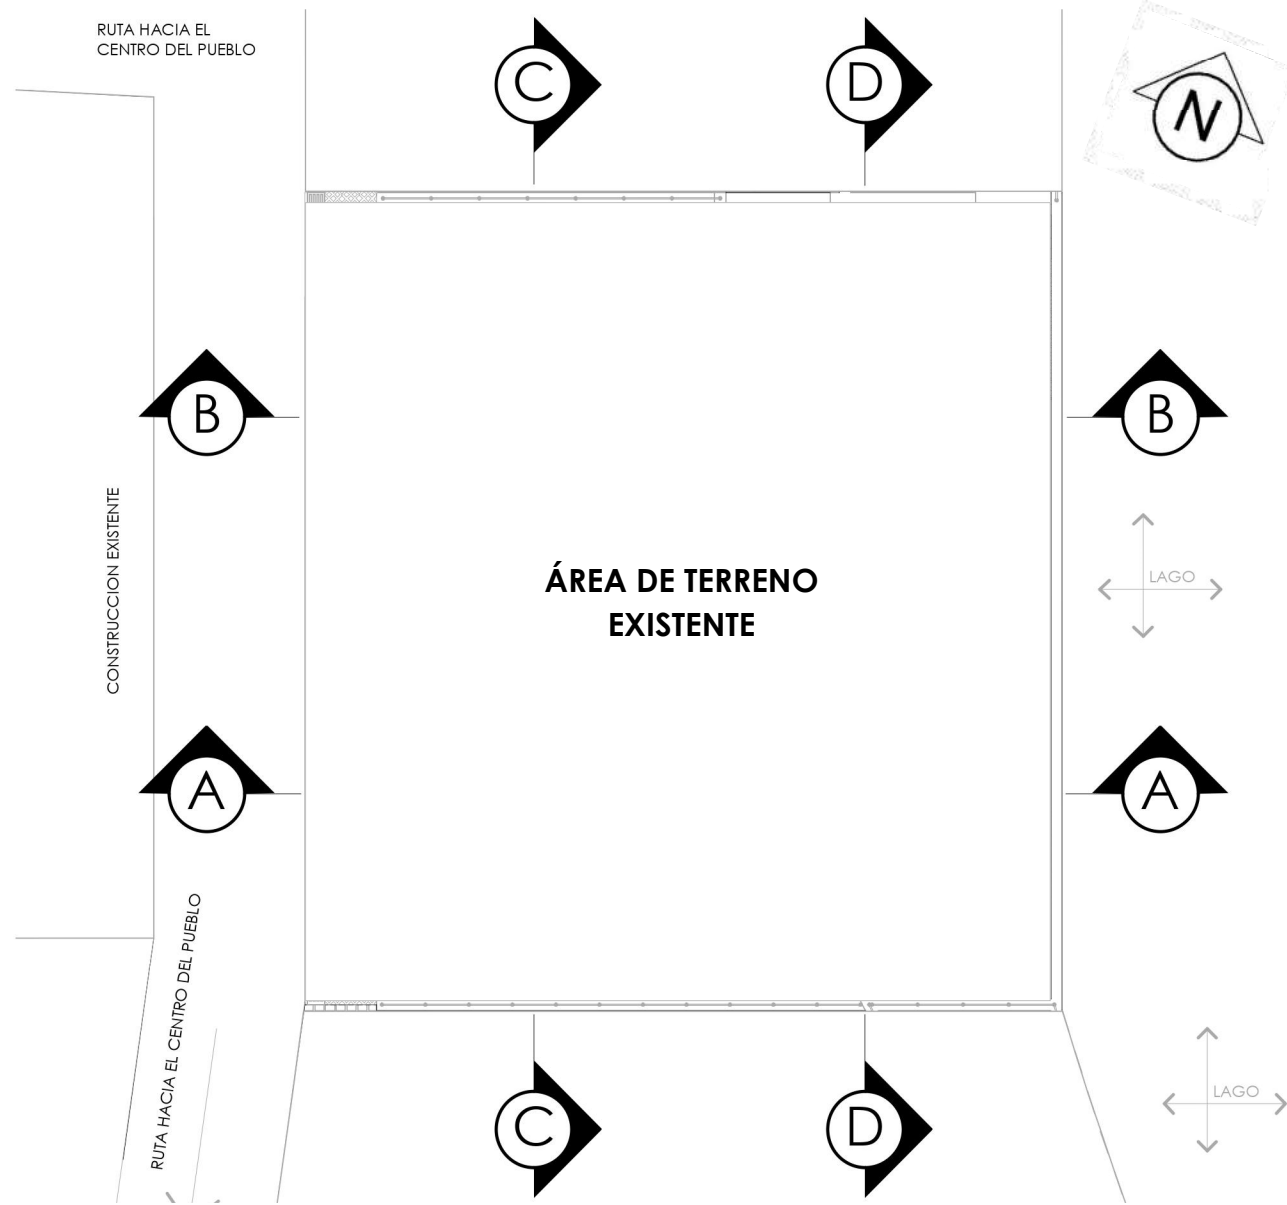 RUTA HACIA EL
CENTRO DEL PUEBLO
C
D
N
B
B
CONSTRUCCION EXISTENTE
ÁREA DE TERRENO
EXISTENTE
LAGO
A
A
RUTA HACIA EL CENTRO DEL PUEBLO
C
D
LAGO